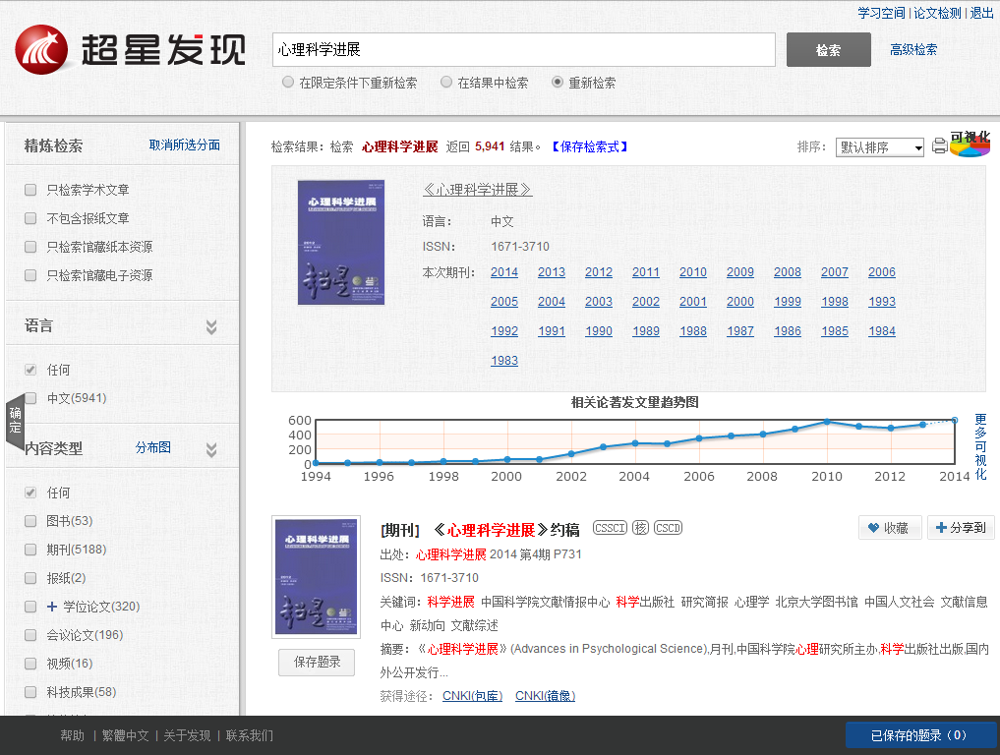 学习空间 | 论文检测 | 退出
超星发现
心理科学进展
检索
高级检索
在限定条件下重新检索 在结果中检索 重新检索
精炼检索 取消所选分面
只检索学术文章
不包含报纸文章
只检索馆藏纸本资源
只检索馆藏电子资源
语言
任何
中文(5941)
确定
内容类型 分布图
任何
图书(53)
期刊(5188)
报纸(2)
学位论文(320)
会议论文(196)
视频(16)
科技成果(58)
检索结果：检索 心理科学进展 返回 5,941 结果。【保存检索式】
排序： 默认排序
可视化
心理科学进展
《心理科学进展》
语言： 中文
ISSN: 1671-3710
本次期刊: 2014 2013 2012 2011 2010 2009 2008 2007 2006
2005 2004 2003 2002 2001 2000 1999 1998 1993
1992 1991 1990 1989 1988 1987 1986 1985 1984
1983
相关论著发文量趋势图
更多可视化
600
400
200
0
1994 1996 1998 2000 2002 2004 2006 2008 2010 2012 2014
心理科学进展
[期刊] 《心理科学进展》约稿 CSSCI 核 CSCD
收藏 分享到
出处：心理科学进展 2014 第4期 P731
ISSN：1671-3710
关键词：科学进展 中国科学院文献情报中心 科学出版社 研究简报 心理学 北京大学图书馆 中国人文社会 文献信息
中心 新动向 文献综述
摘要：《心理科学进展》(Advances in Psychological Science),月刊,中国科学院心理研究所主办,科学出版社出版,国内
外公开发行...
获得途径： CNKI(包库) CNKI(镜像)
保存题录
帮助 | 繁體中文 | 关于发现 | 联系我们
已保存的题录（0）